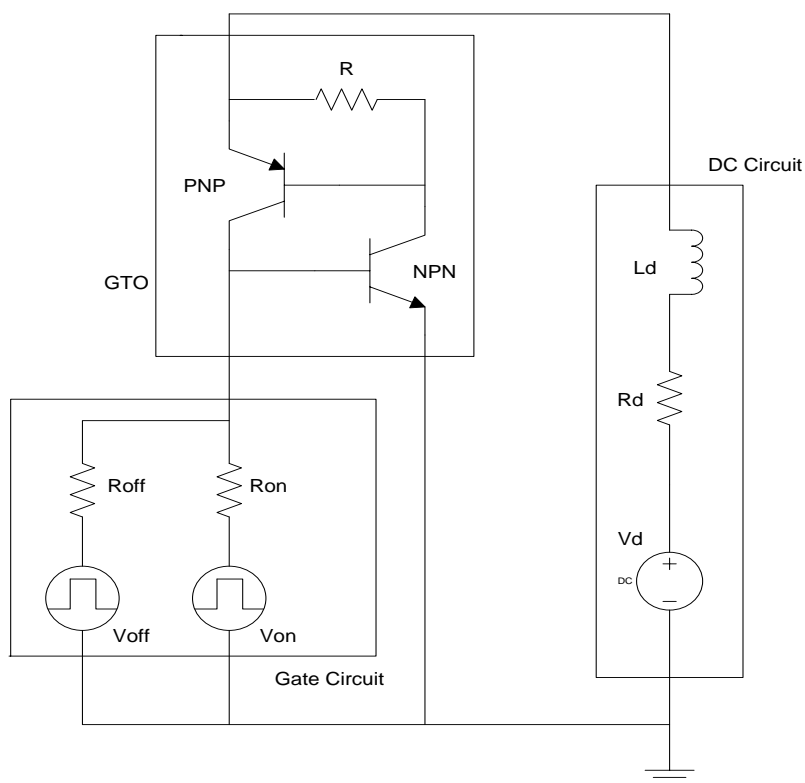 R
DC Circuit
PNP
Ld
NPN
GTO
Rd
Roff
Ron
Vd
DC
Voff
Von
Gate Circuit